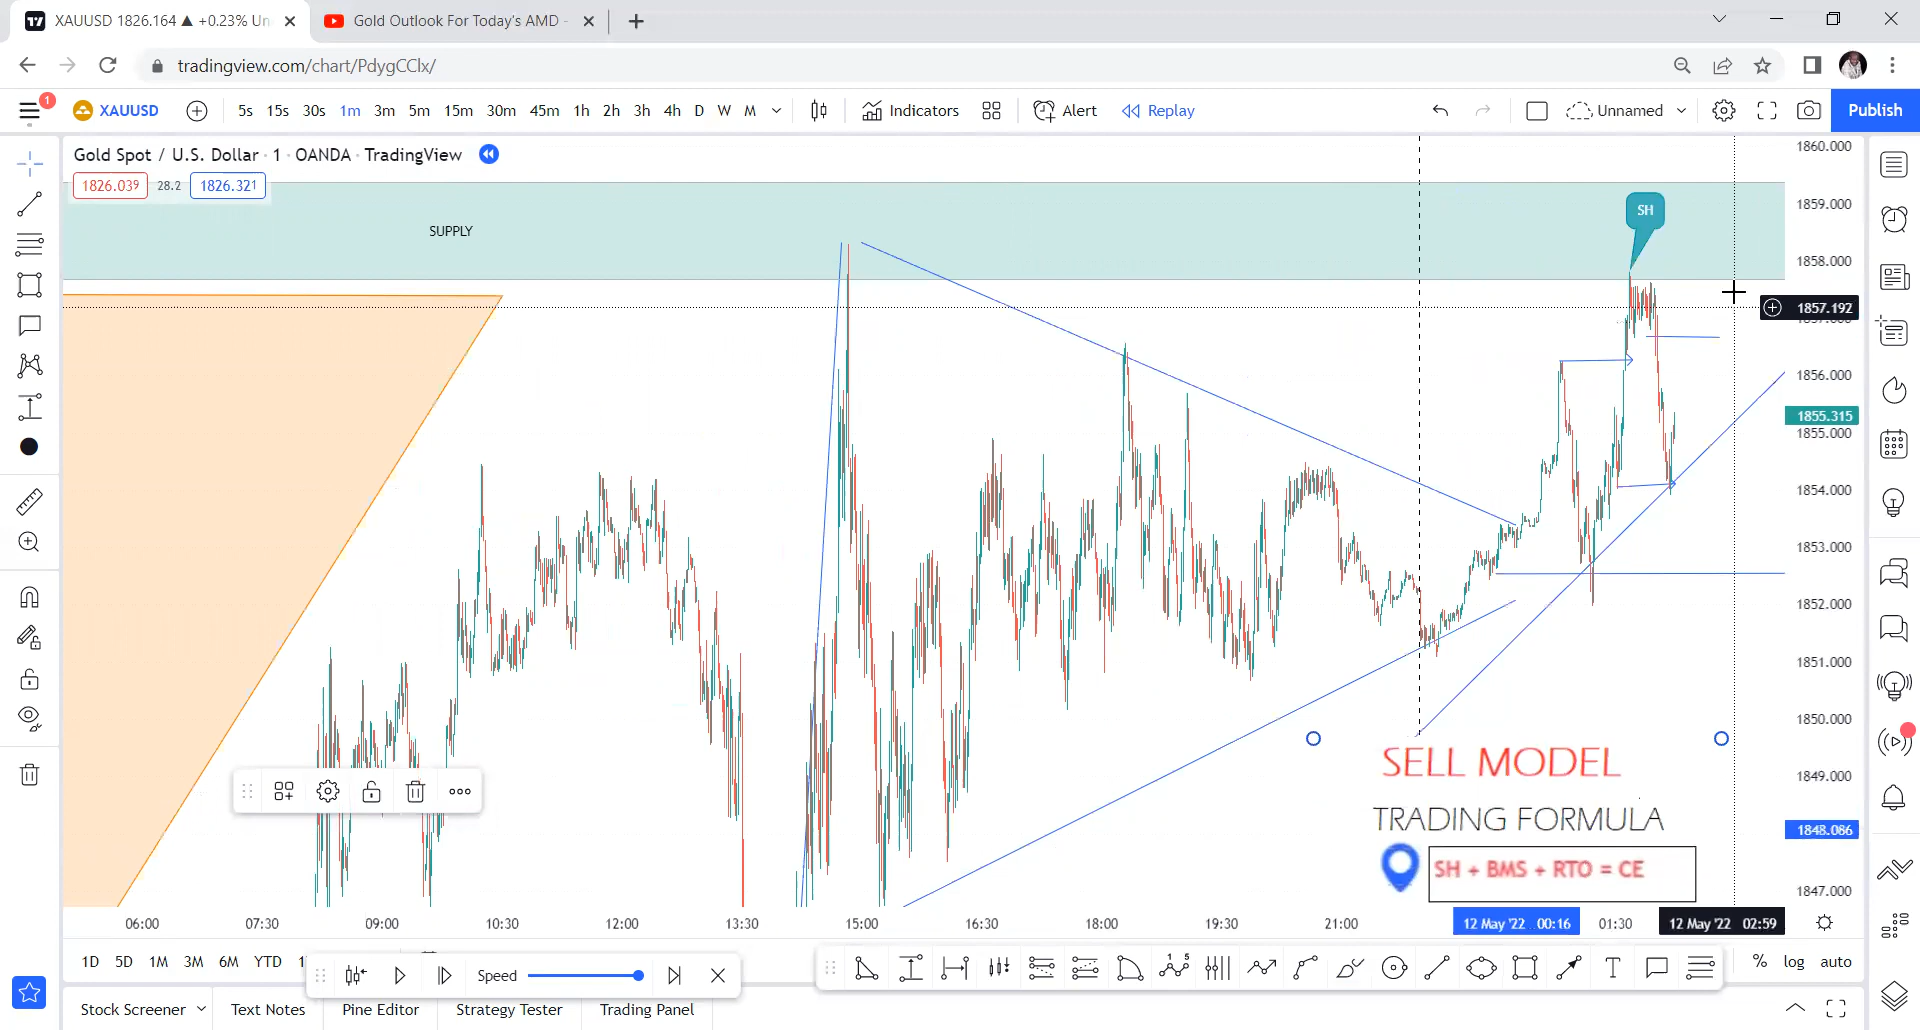 XAUUSD 1826.164 ▲ +0.23% Un
Gold Outlook For Today's AMD -
tradingview.com/chart/PdygCClx/
1
XAUUSD
5s 15s 30s 1m 3m 5m 15m 30m 45m 1h 2h 3h 4h D W M
Indicators
Alert
Replay
Unnamed
Publish
Gold Spot / U.S. Dollar · 1 · OANDA · TradingView
1826.039 28.2 1826.321
SUPPLY
SH
1860.000
1859.000
1858.000
1857.192
1856.000
1855.315
1855.000
1854.000
1853.000
1852.000
1851.000
1850.000
1849.000
1848.086
1847.000
SELL MODEL
TRADING FORMULA
SH + BMS + RTO = CE
06:00 07:30 09:00 10:30 12:00 13:30 15:00 16:30 18:00 19:30 21:00 12 May '22 00:16 01:30 12 May '22 02:59
1D 5D 1M 3M 6M YTD
Speed
% log auto
Stock Screener Text Notes Pine Editor Strategy Tester Trading Panel